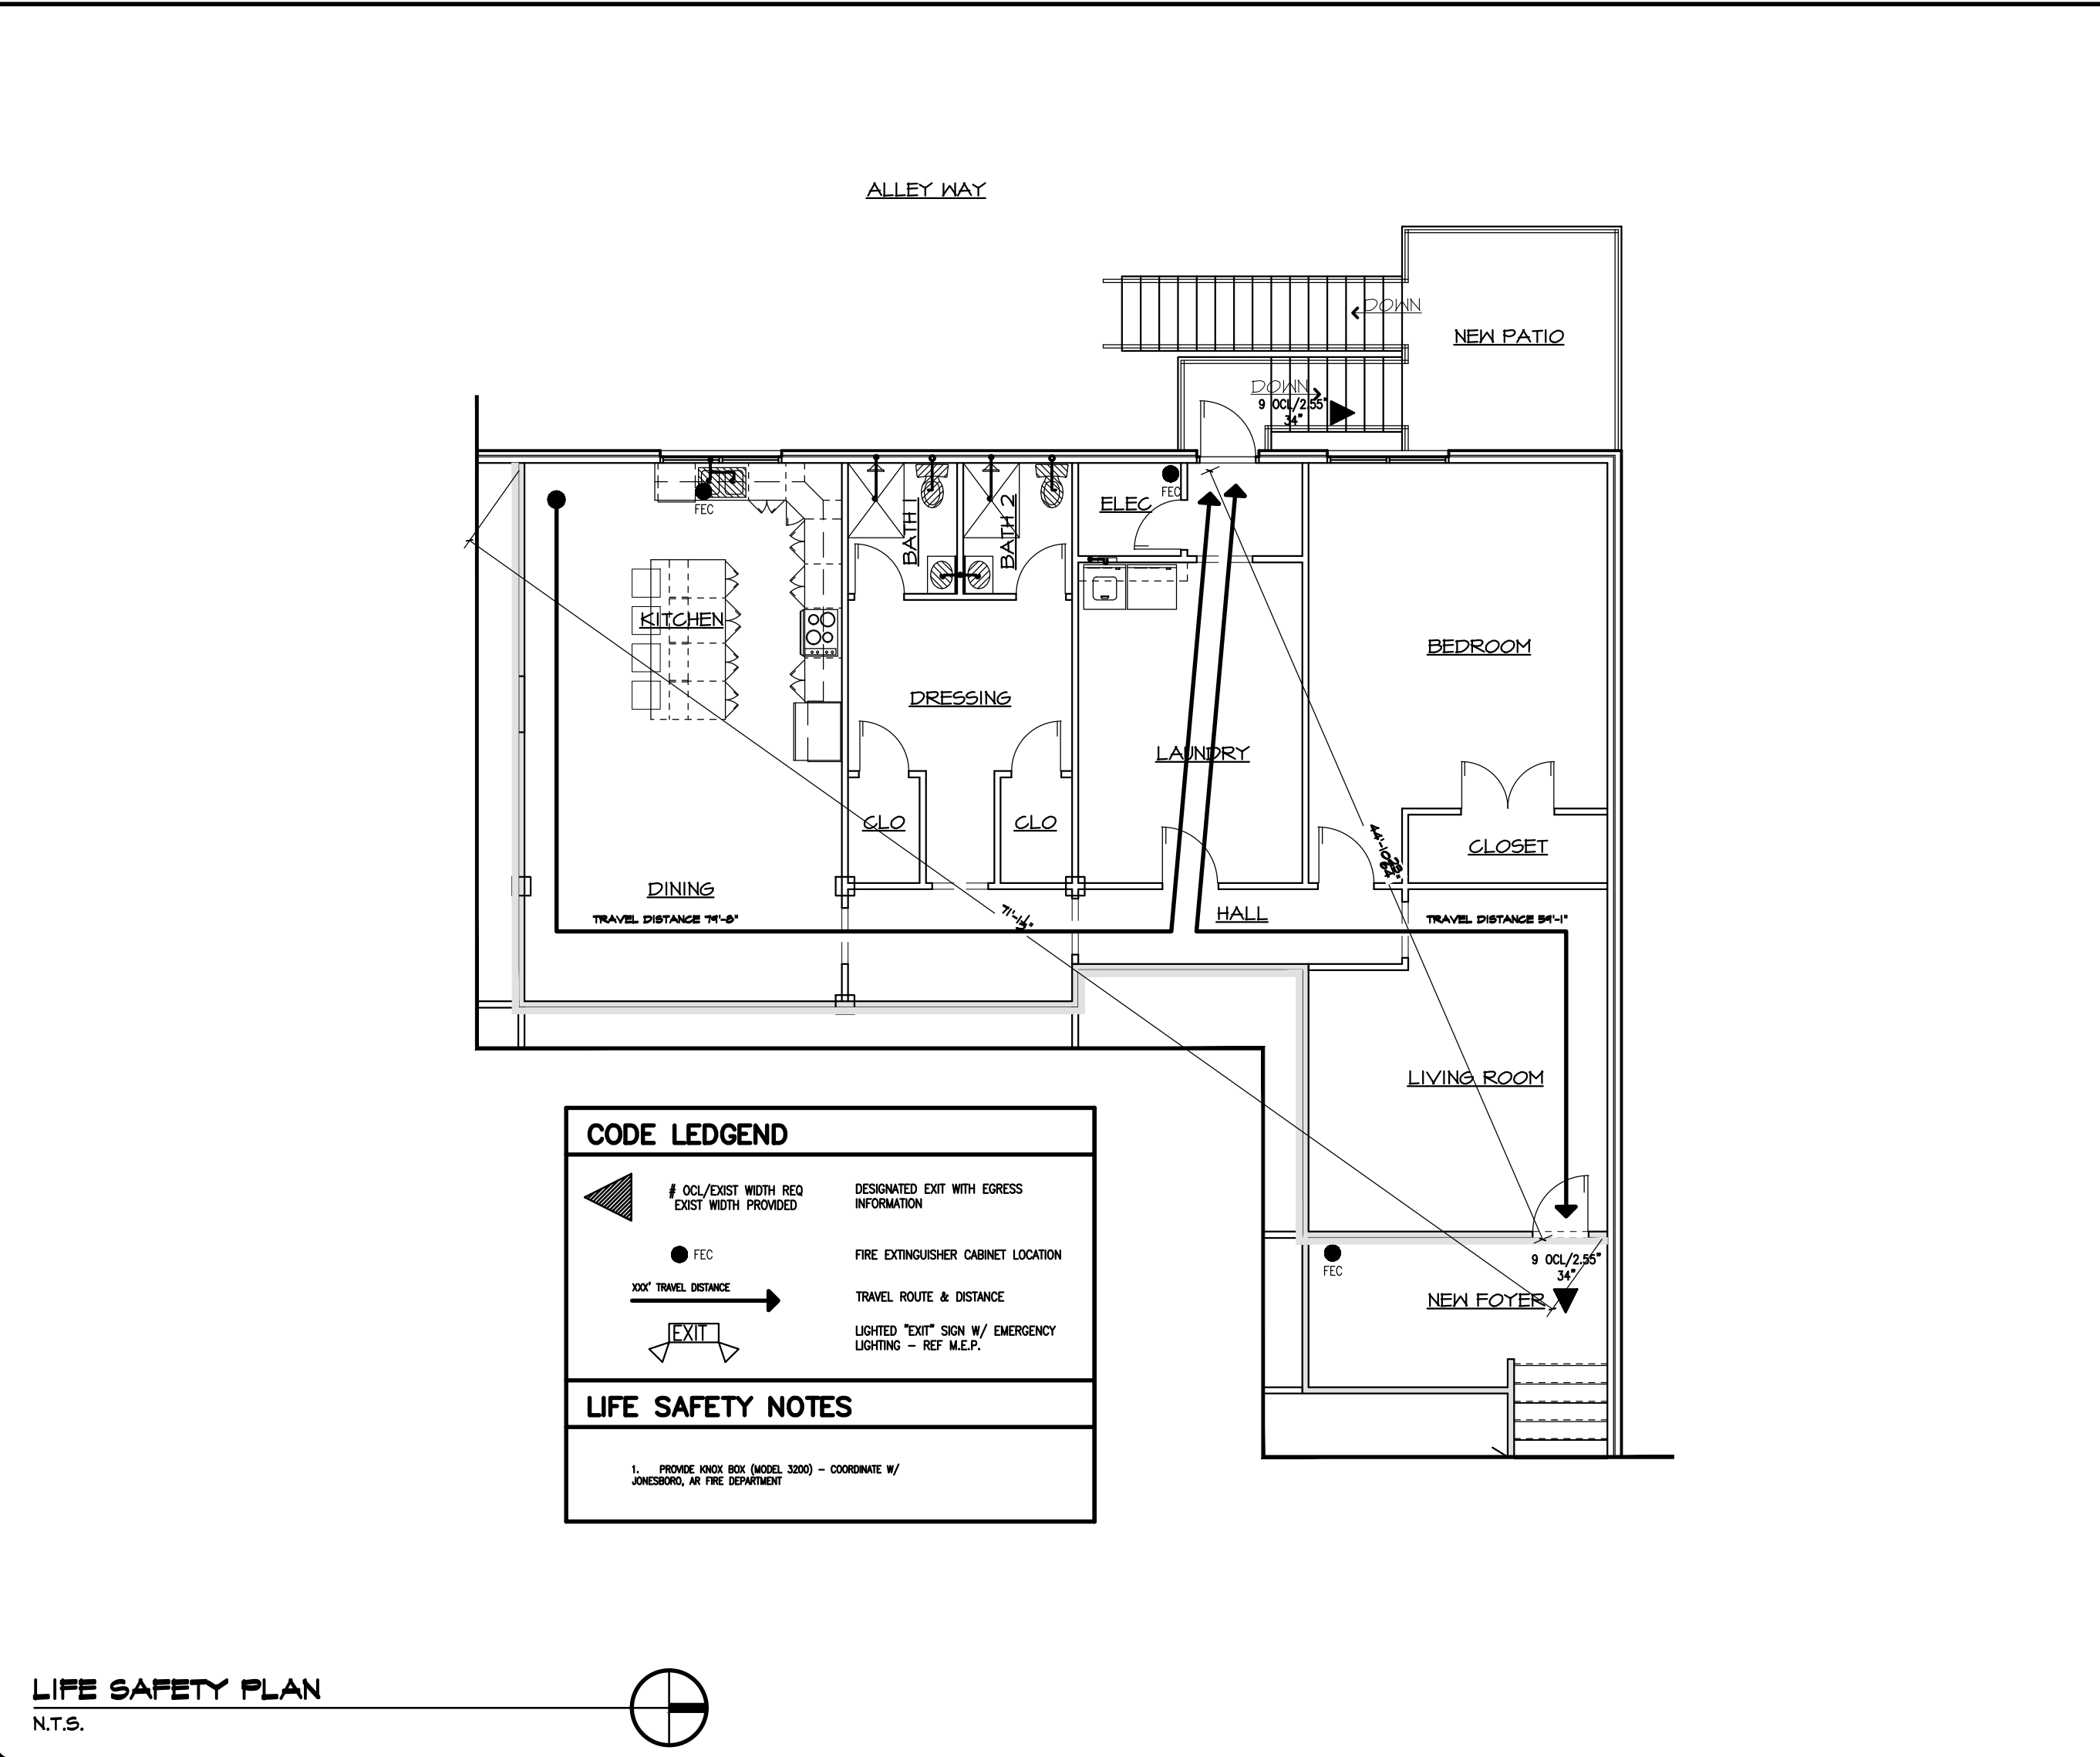 ALLEY WAY
DOWN
NEW PATIO
DOWN
9 OCL/2.55"
34"
FEC
FEC
ELEC
BATH 1
BATH 2
KITCHEN
BEDROOM
DRESSING
LAUNDRY
CLO
CLO
CLOSET
DINING
HALL
TRAVEL DISTANCE 79'-8"
TRAVEL DISTANCE 59'-1"
LIVING ROOM
9 OCL/2.55"
34"
FEC
NEW FOYER
CODE LEDGEND
# OCL/EXIST WIDTH REQ
EXIST WIDTH PROVIDED
DESIGNATED EXIT WITH EGRESS
INFORMATION
FEC
FIRE EXTINGUISHER CABINET LOCATION
XXX' TRAVEL DISTANCE
TRAVEL ROUTE & DISTANCE
EXIT
LIGHTED "EXIT" SIGN W/ EMERGENCY
LIGHTING - REF M.E.P.
LIFE SAFETY NOTES
1. PROVIDE KNOX BOX (MODEL 3200) - COORDINATE W/
JONESBORO, AR FIRE DEPARTMENT
LIFE SAFETY PLAN
N.T.S.